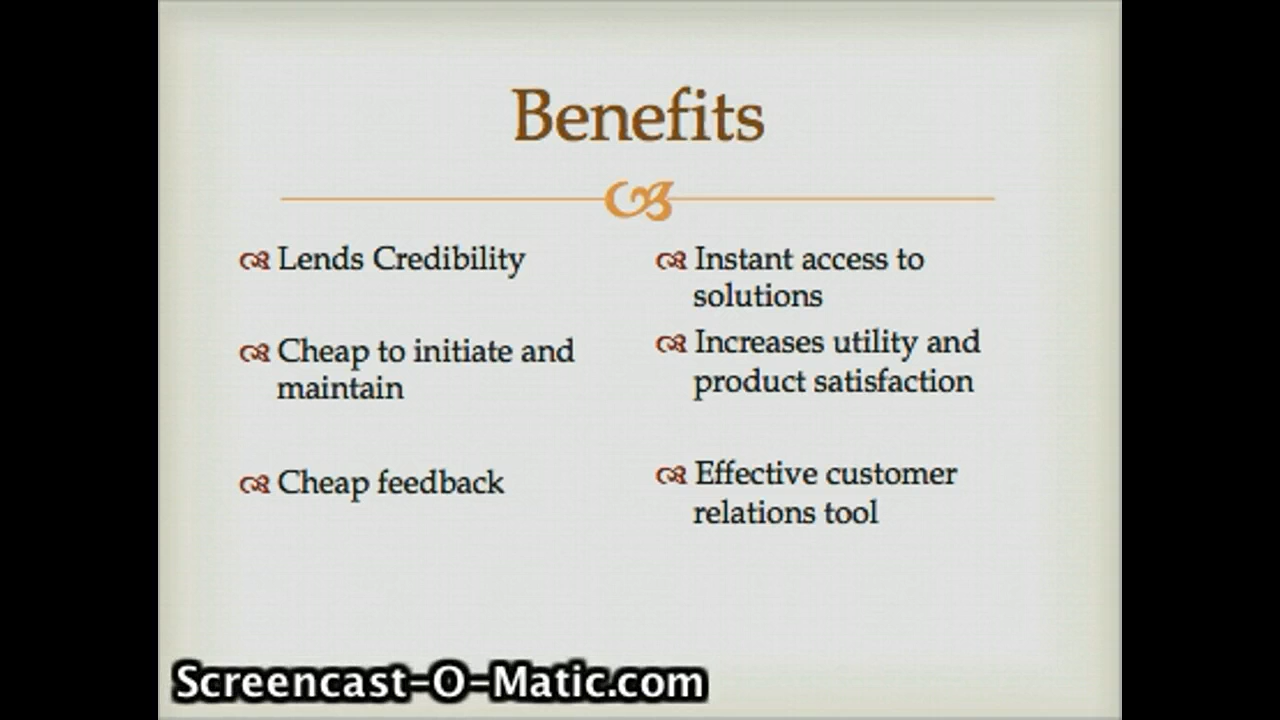 Benefits
Lends Credibility
Cheap to initiate and
maintain
Cheap feedback
Instant access to
solutions
Increases utility and
product satisfaction
Effective customer
relations tool
Screencast-O-Matic.com